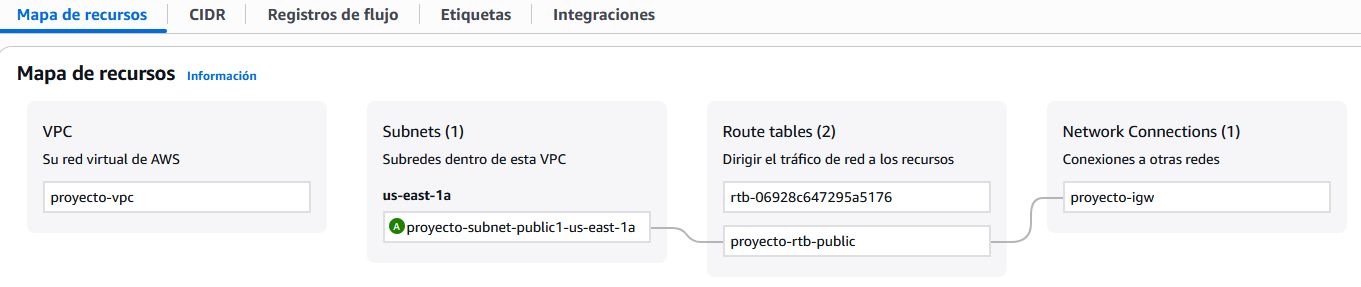 Mapa de recursos
CIDR
Registros de flujo
Etiquetas
Integraciones
Mapa de recursos Información
VPC
Su red virtual de AWS
proyecto-vpc
Subnets (1)
Subredes dentro de esta VPC
us-east-1a
A proyecto-subnet-public1-us-east-1a
Route tables (2)
Dirigir el tráfico de red a los recursos
rtb-06928c647295a5176
proyecto-rtb-public
Network Connections (1)
Conexiones a otras redes
proyecto-igw